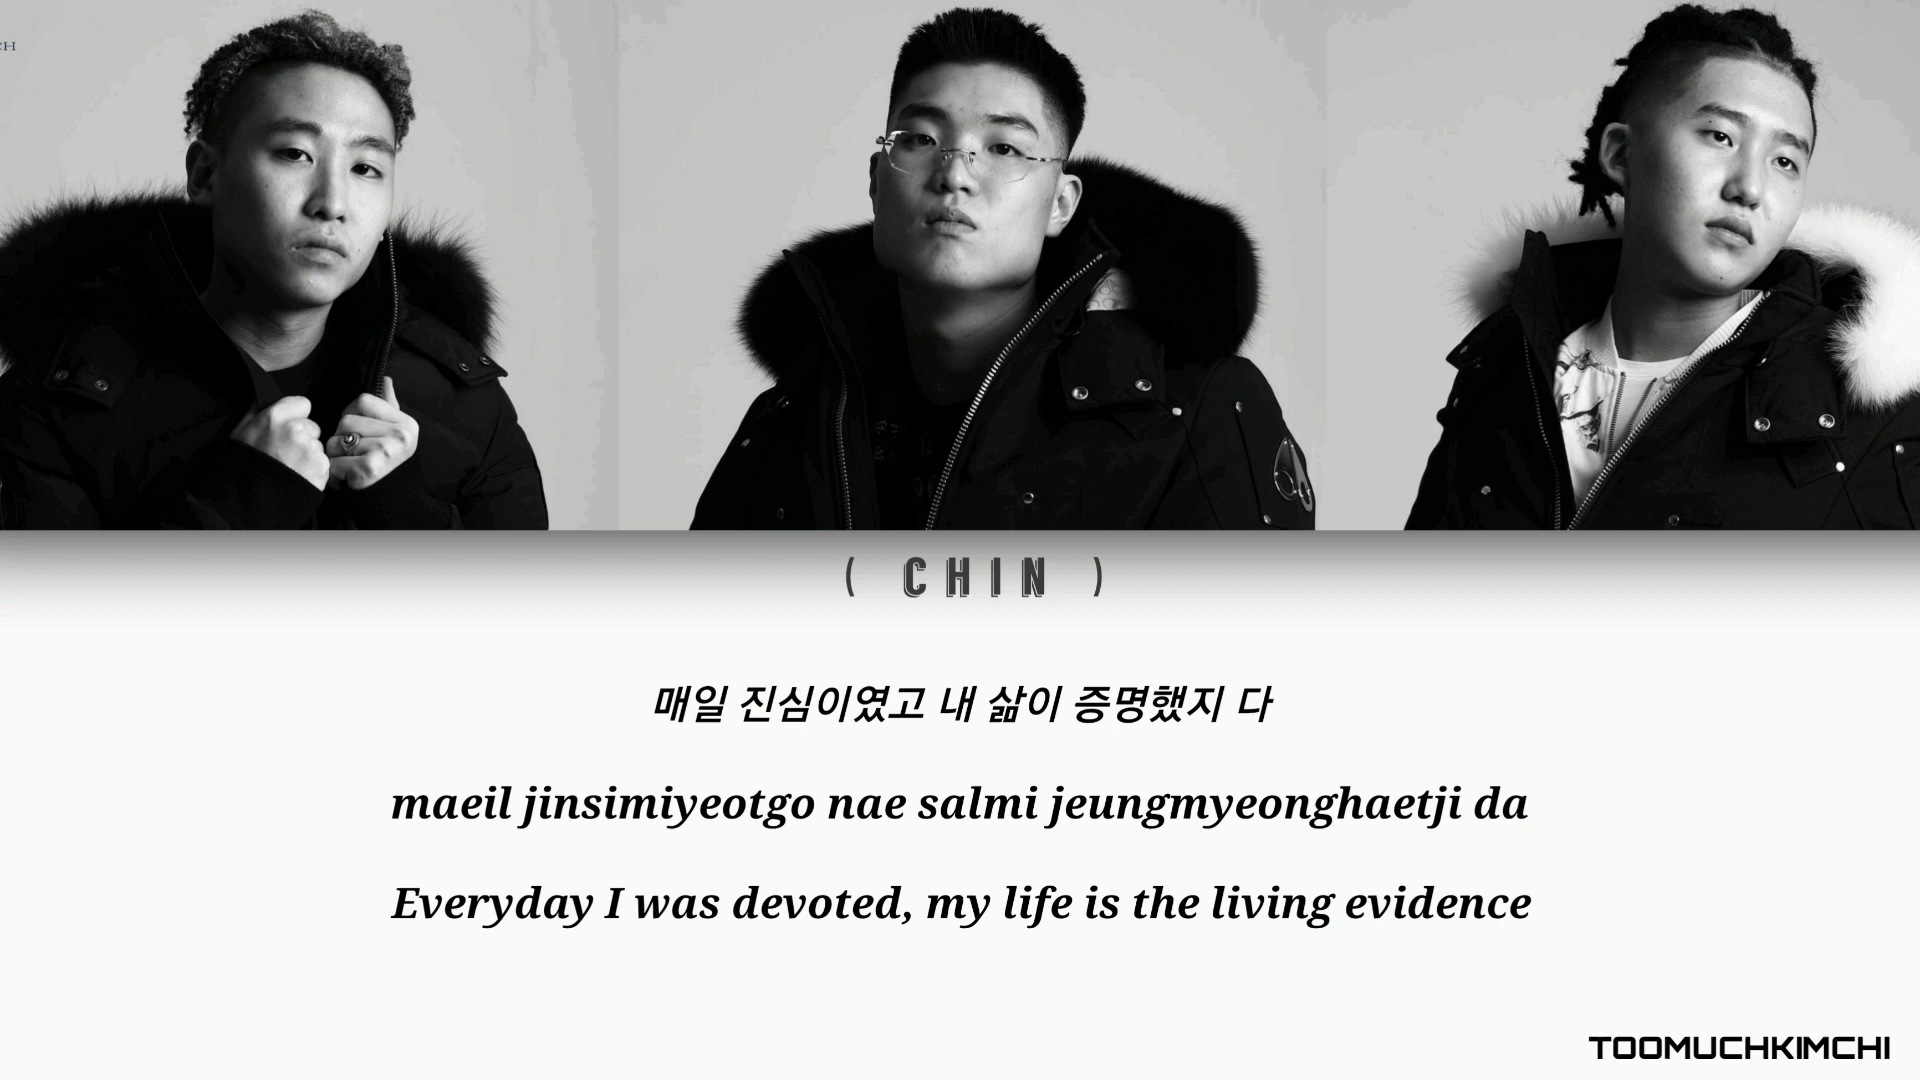 CH
( CHIN )
매일 진심이였고 내 삶이 증명했지 다
maeil jinsimiyeotgo nae salmi jeungmyeonghaetji da
Everyday I was devoted, my life is the living evidence
TOOMUCHKIMCHI